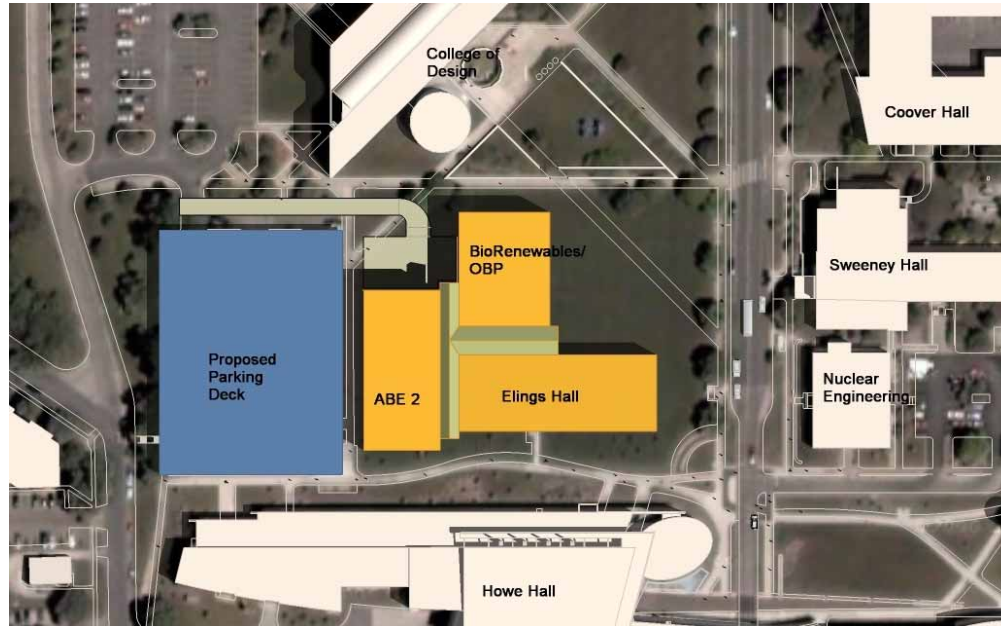 College of
Design
Coover Hall
BioRenewables/
OBP
Sweeney Hall
Proposed
Parking
Deck
ABE 2
Elings Hall
Nuclear
Engineering
Howe Hall